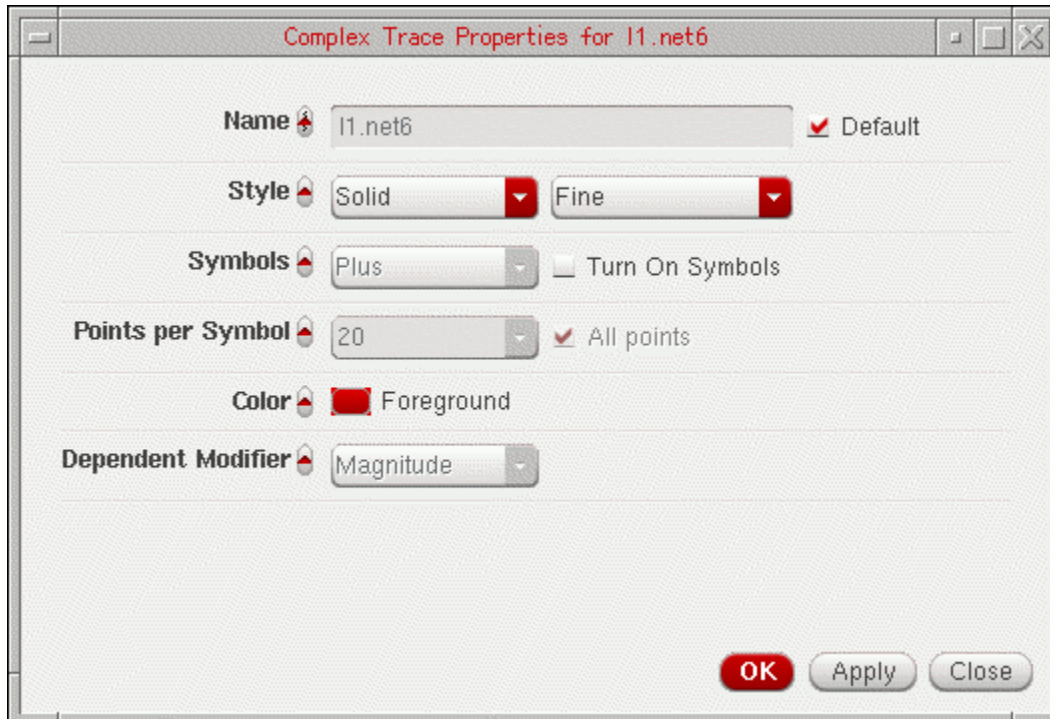 Complex Trace Properties for I1.net6
Name I1.net6 Default
Style Solid Fine
Symbols Plus Turn On Symbols
Points per Symbol 20 All points
Color Foreground
Dependent Modifier Magnitude
OK Apply Close